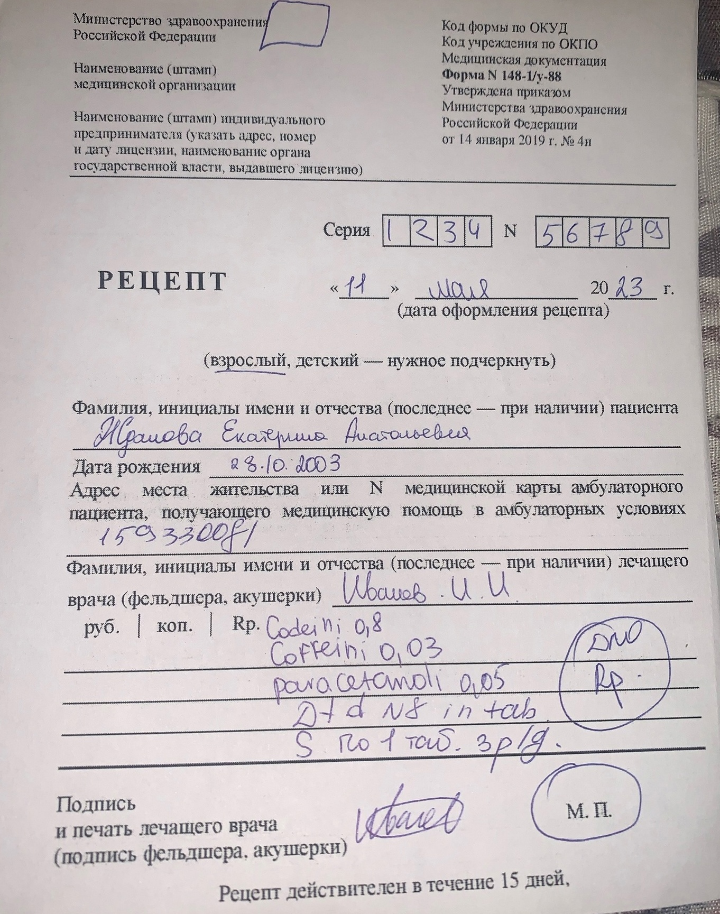 Министерство здравоохранения
Российской Федерации
Наименование (штамп)
медицинской организации
Наименование (штамп) индивидуального
предпринимателя (указать адрес, номер
и дату лицензии, наименование органа
государственной власти, выдавшего лицензию)
Код формы по ОКУД
Код учреждения по ОКПО
Медицинская документация
Форма N 148-1/у-88
Утверждена приказом
Министерства здравоохранения
Российской Федерации
от 14 января 2019 г. № 4н
Серия 1234 N 56789
РЕЦЕПТ «11» мая 2023 г.
(дата оформления рецепта)
(взрослый, детский — нужное подчеркнуть)
Фамилия, инициалы имени и отчества (последнее — при наличии) пациента
Жданова Екатерина Анатольевна
Дата рождения 28.10.2003
Адрес места жительства или N медицинской карты амбулаторного
пациента, получающего медицинскую помощь в амбулаторных условиях
Фамилия, инициалы имени и отчества (последнее — при наличии) лечащего
врача (фельдшера, акушерки) Иванов. И. И.
руб. | коп. | Rp. Codeini 0,8
Coffeini 0,03
paracetamoli 0,05
Dtd N8 in tab
S по 1 таб. 3 р/д.
Rp.
Подпись
и печать лечащего врача
(подпись фельдшера, акушерки)
Иванов
М. П.
Рецепт действителен в течение 15 дней,